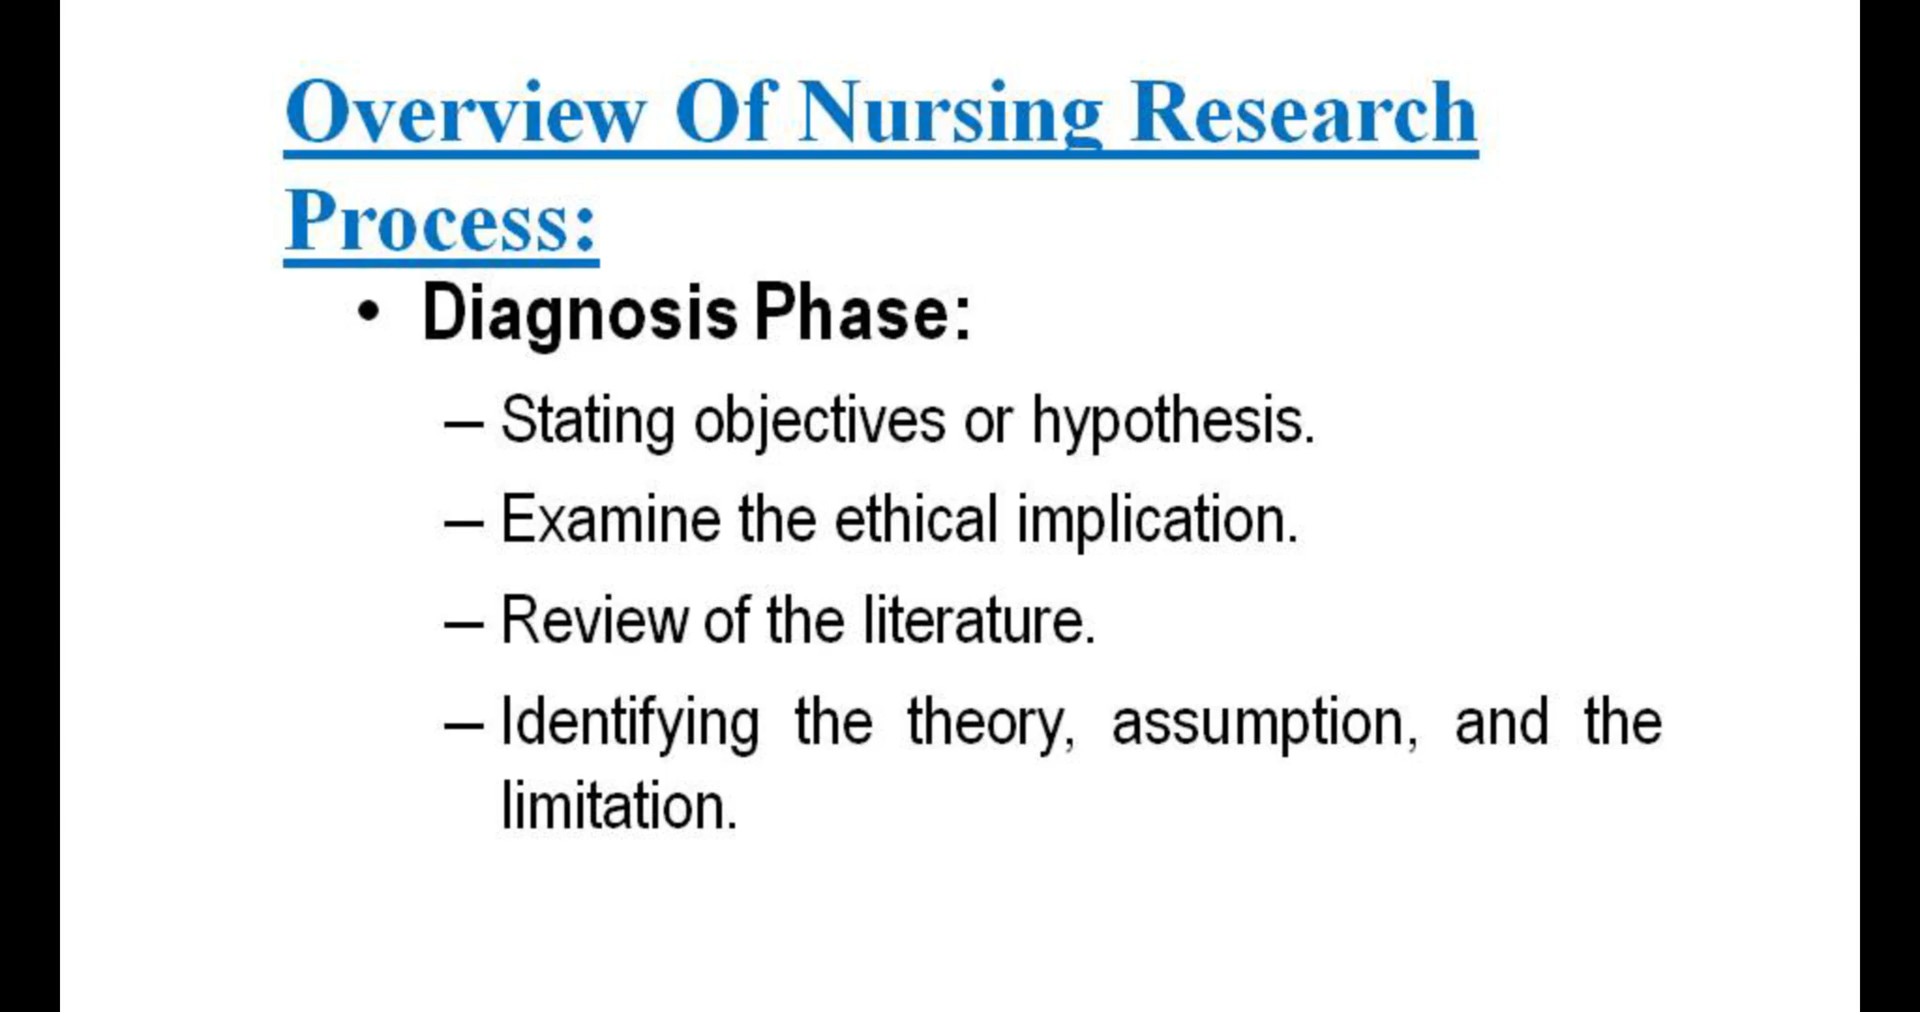 Overview Of Nursing Research
Process:
• Diagnosis Phase:
– Stating objectives or hypothesis.
– Examine the ethical implication.
– Review of the literature.
– Identifying the theory, assumption, and the
limitation.